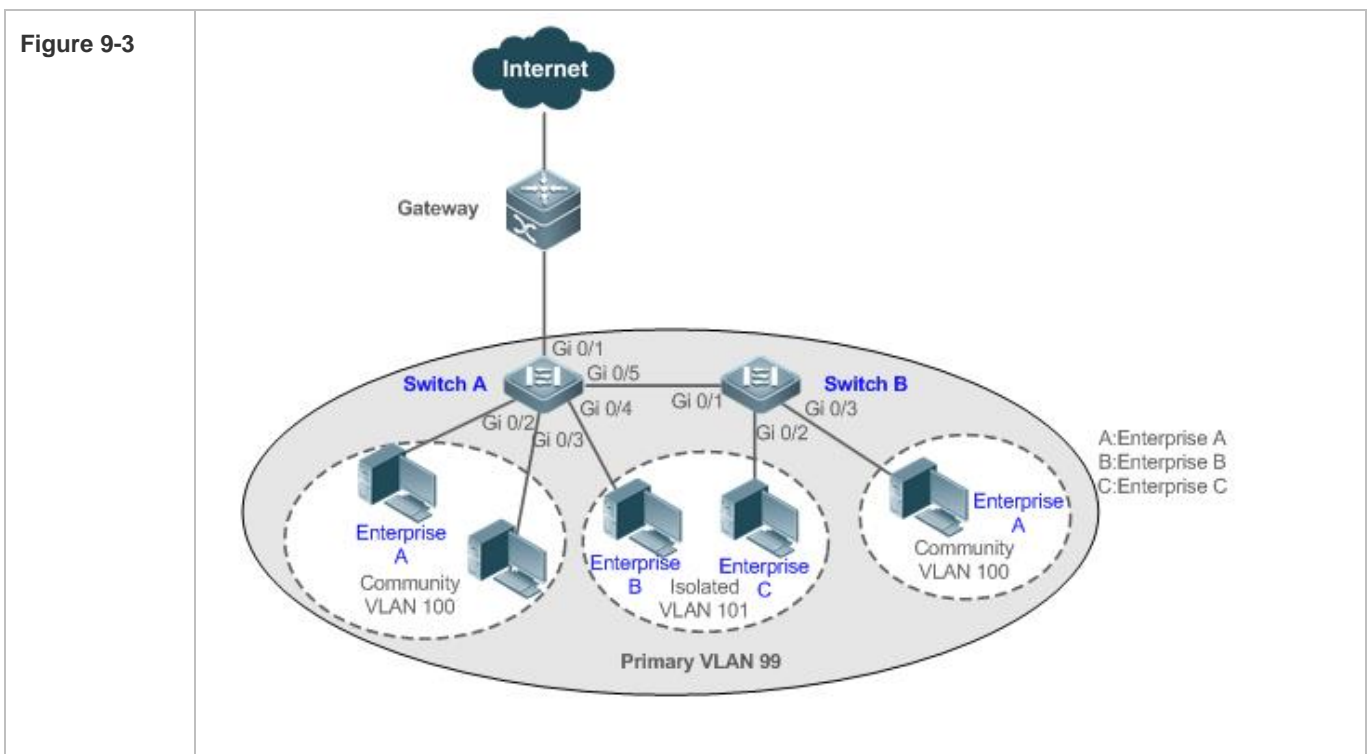 Figure 9-3
Internet
Gateway
Gi 0/1
Switch A
Gi 0/5
Switch B
Gi 0/1
Gi 0/2
Gi 0/4
Gi 0/3
Gi 0/3
Gi 0/2
A:Enterprise A
B:Enterprise B
C:Enterprise C
Enterprise
A
Community
VLAN 100
Enterprise
B
Enterprise
C
Isolated
VLAN 101
Enterprise
A
Community
VLAN 100
Primary VLAN 99